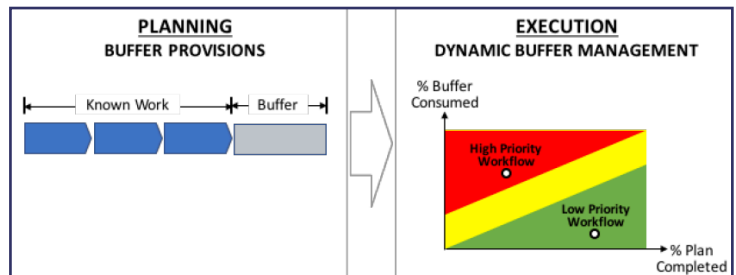 PLANNING
BUFFER PROVISIONS
Known Work
Buffer
EXECUTION
DYNAMIC BUFFER MANAGEMENT
% Buffer
Consumed
High Priority
Workflow
Low Priority
Workflow
% Plan
Completed